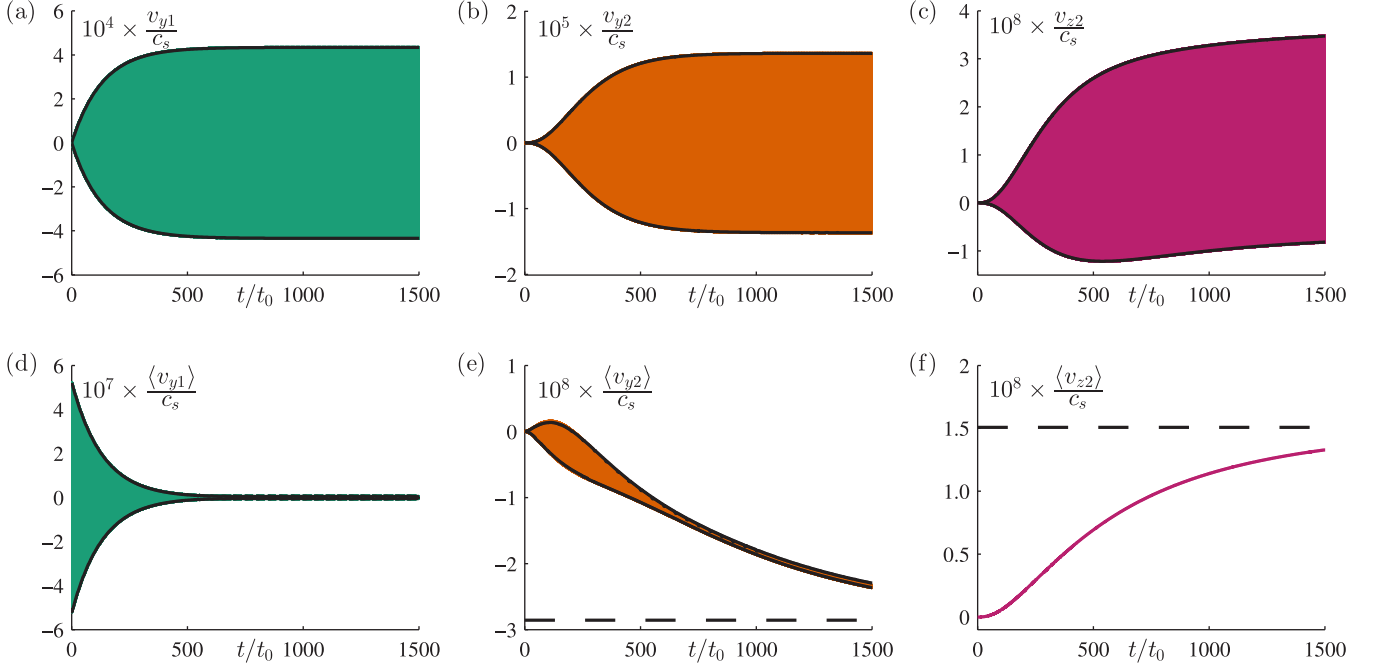 (a) 10^4 × v_{y1}/c_s
6
4
2
0
−2
−4
−6
0 500 t/t_0 1000 1500
(b) 10^5 × v_{y2}/c_s
2
1
0
−1
−2
0 500 t/t_0 1000 1500
(c) 10^8 × v_{z2}/c_s
4
3
2
1
0
−1
0 500 t/t_0 1000 1500
(d) 10^7 × ⟨v_{y1}⟩/c_s
6
4
2
0
−2
−4
−6
0 500 t/t_0 1000 1500
(e) 10^8 × ⟨v_{y2}⟩/c_s
1
0
−1
−2
−3
0 500 t/t_0 1000 1500
(f) 10^8 × ⟨v_{z2}⟩/c_s
2
1.5
1.0
0.5
0
0 500 t/t_0 1000 1500